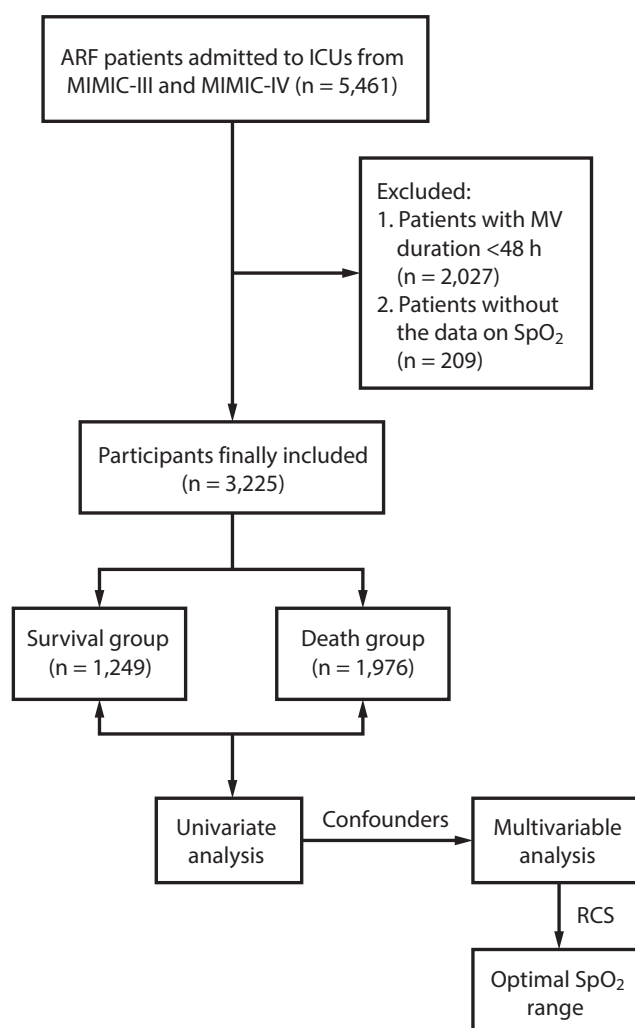 ARF patients admitted to ICUs from
MIMIC-III and MIMIC-IV (n = 5,461)
Excluded:
1. Patients with MV
duration <48 h
(n = 2,027)
2. Patients without
the data on SpO₂
(n = 209)
Participants finally included
(n = 3,225)
Survival group
(n = 1,249)
Death group
(n = 1,976)
Univariate
analysis
Confounders
Multivariable
analysis
RCS
Optimal SpO₂
range